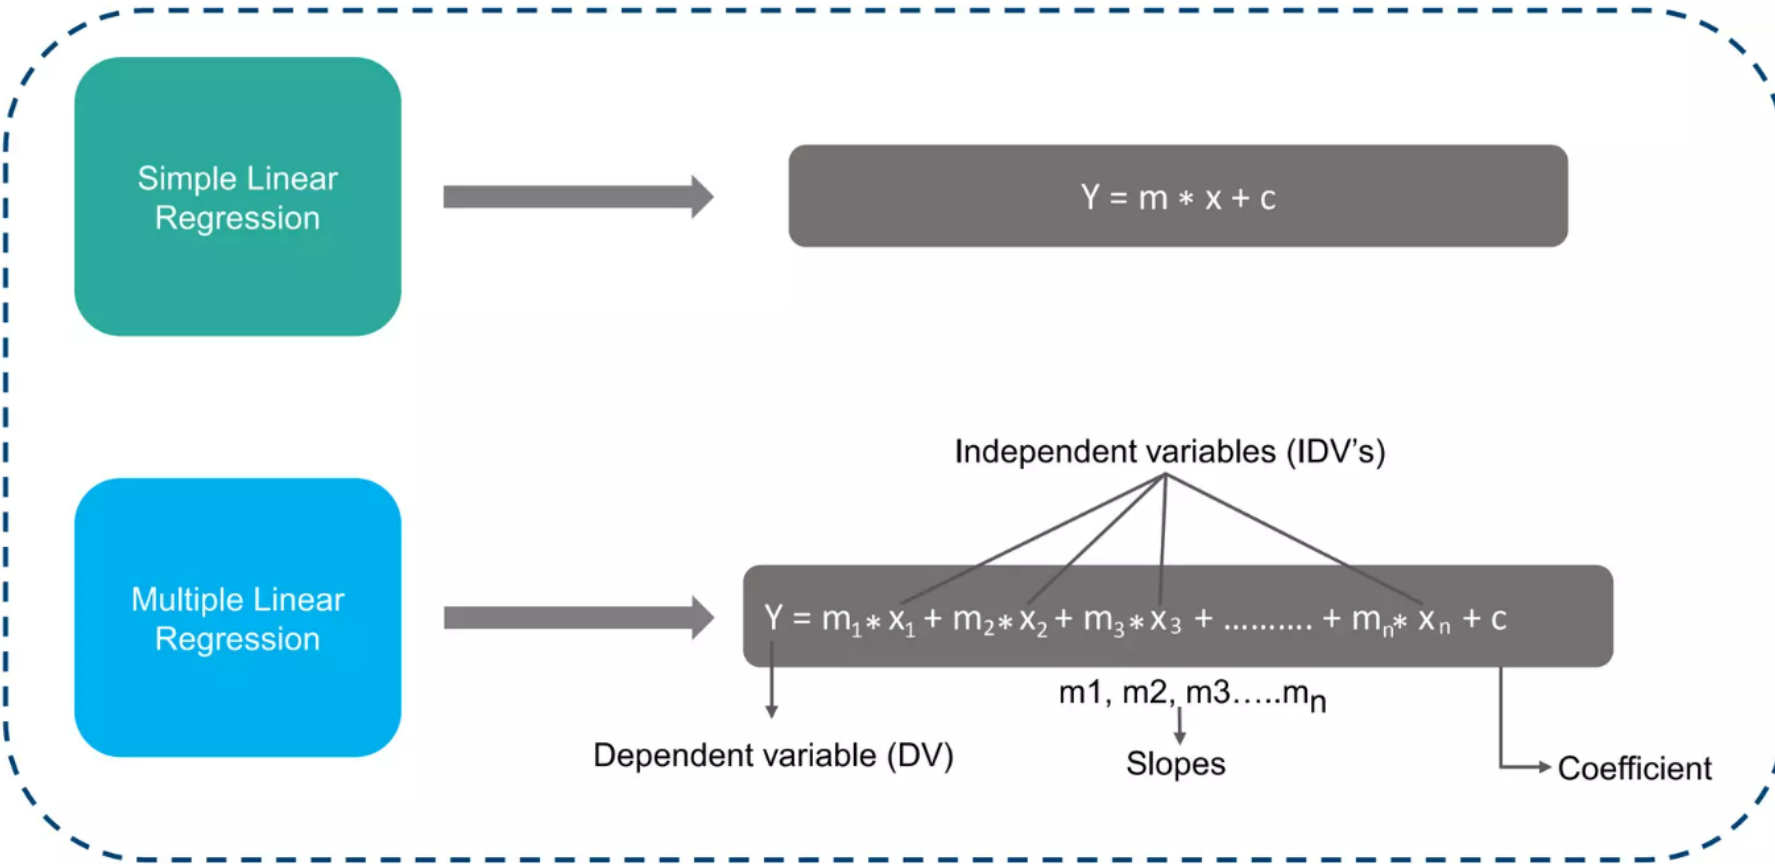 Simple Linear
Regression
Y = m * x + c
Independent variables (IDV's)
Multiple Linear
Regression
Y = m₁* x₁ + m₂* x₂ + m₃* x₃ + .......... + mₙ* xₙ + c
m1, m2, m3…..mₙ
Dependent variable (DV)
Slopes
Coefficient